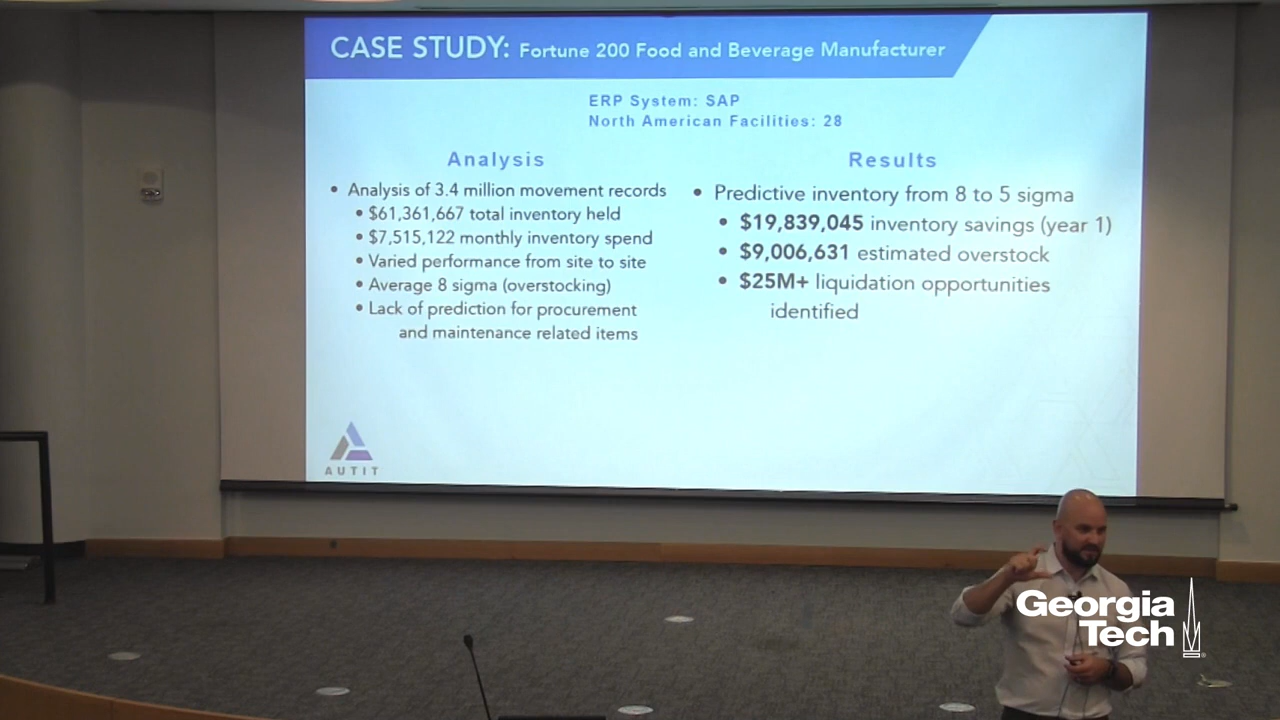 CASE STUDY: Fortune 200 Food and Beverage Manufacturer
ERP System: SAP
North American Facilities: 28
Analysis
• Analysis of 3.4 million movement records
• $61,361,667 total inventory held
• $7,515,122 monthly inventory spend
• Varied performance from site to site
• Average 8 sigma (overstocking)
• Lack of prediction for procurement
and maintenance related items
Results
• Predictive inventory from 8 to 5 sigma
• $19,839,045 inventory savings (year 1)
• $9,006,631 estimated overstock
• $25M+ liquidation opportunities
identified
AUTIT
Georgia
Tech